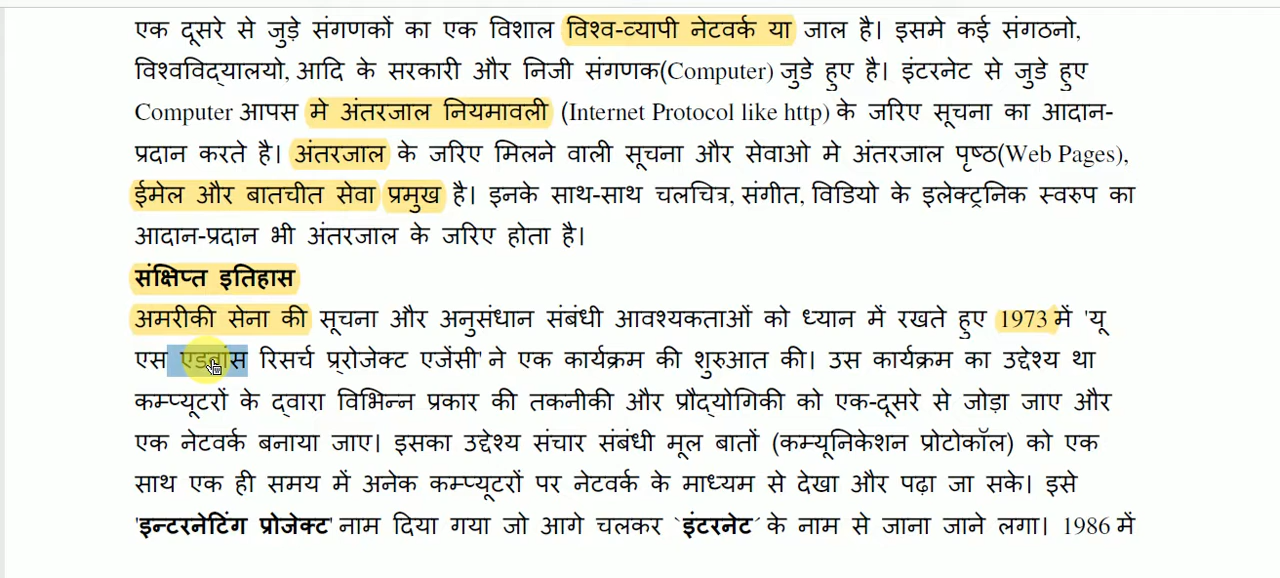 एक दूसरे से जुड़े संगणकों का एक विशाल विश्व-व्यापी नेटवर्क या जाल है। इसमे कई संगठनो,
विश्वविद्यालयो, आदि के सरकारी और निजी संगणक(Computer) जुडे हुए है। इंटरनेट से जुडे हुए
Computer आपस मे अंतरजाल नियमावली (Internet Protocol like http) के जरिए सूचना का आदान-
प्रदान करते है। अंतरजाल के जरिए मिलने वाली सूचना और सेवाओ मे अंतरजाल पृष्ठ(Web Pages),
ईमेल और बातचीत सेवा प्रमुख है। इनके साथ-साथ चलचित्र, संगीत, विडियो के इलेक्ट्रनिक स्वरुप का
आदान-प्रदान भी अंतरजाल के जरिए होता है।
संक्षिप्त इतिहास
अमरीकी सेना की सूचना और अनुसंधान संबंधी आवश्यकताओं को ध्यान में रखते हुए 1973 में 'यू
एस एडवांस रिसर्च प्रोजेक्ट एजेंसी' ने एक कार्यक्रम की शुरुआत की। उस कार्यक्रम का उद्देश्य था
कम्प्यूटरों के द्वारा विभिन्न प्रकार की तकनीकी और प्रौद्योगिकी को एक-दूसरे से जोड़ा जाए और
एक नेटवर्क बनाया जाए। इसका उद्देश्य संचार संबंधी मूल बातों (कम्यूनिकेशन प्रोटोकॉल) को एक
साथ एक ही समय में अनेक कम्प्यूटरों पर नेटवर्क के माध्यम से देखा और पढ़ा जा सके। इसे
'इन्टरनेटिंग प्रोजेक्ट' नाम दिया गया जो आगे चलकर `इंटरनेट´ के नाम से जाना जाने लगा। 1986 में